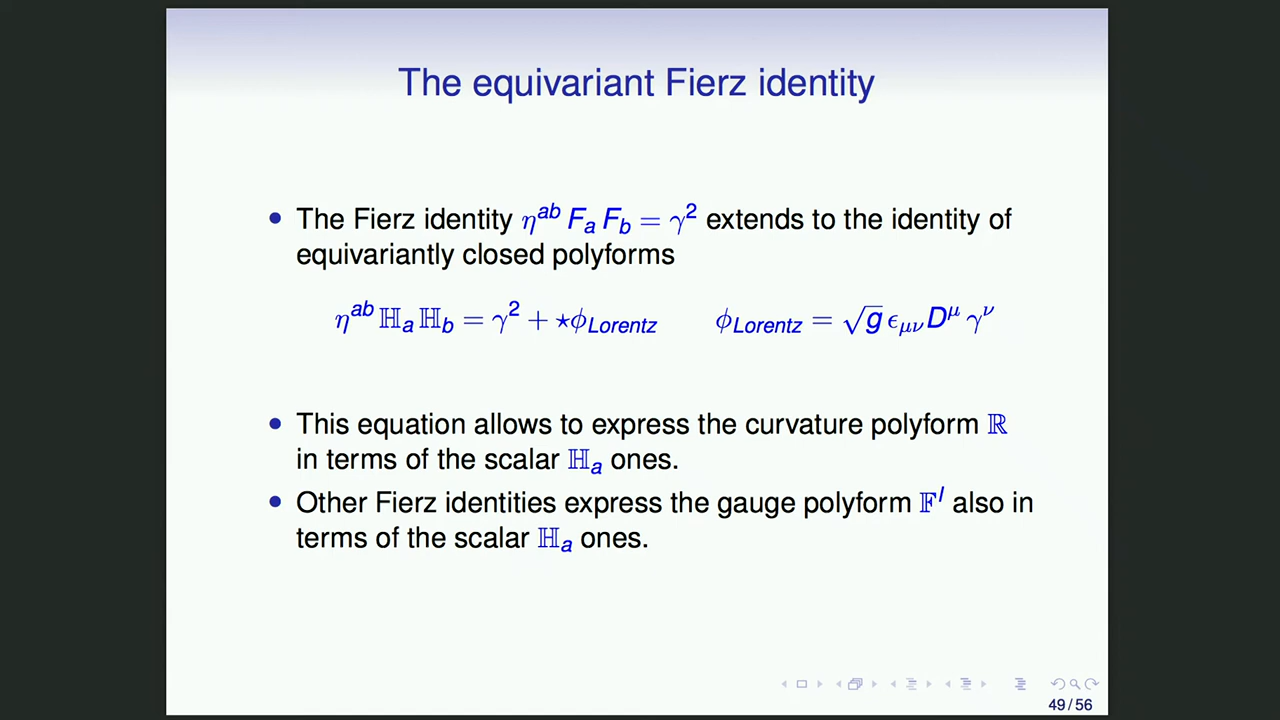 The equivariant Fierz identity
• The Fierz identity η^{ab} F_a F_b = γ² extends to the identity of
equivariantly closed polyforms
η^{ab} ℍ_a ℍ_b = γ² + ⋆ϕ_{Lorentz} ϕ_{Lorentz} = √g ϵ_{μν} D^μ γ^ν
• This equation allows to express the curvature polyform ℝ
in terms of the scalar ℍ_a ones.
• Other Fierz identities express the gauge polyform 𝔽^I also in
terms of the scalar ℍ_a ones.
49/56